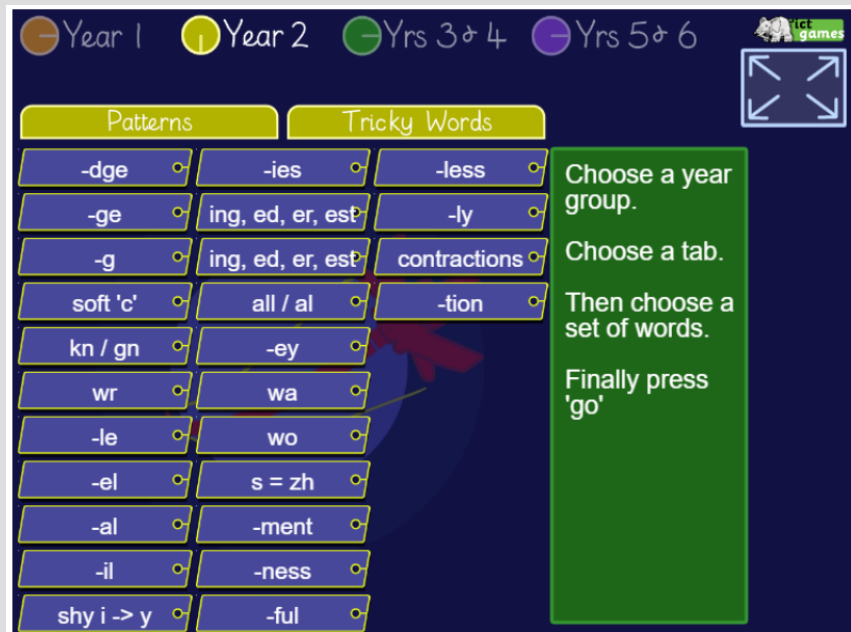 Year 1 Year 2 Yrs 3 & 4 Yrs 5 & 6
Pict
games
Patterns Tricky Words
-dge -ies -less
-ge ing, ed, er, est -ly
-g ing, ed, er, est contractions
soft 'c' all / al -tion
kn / gn -ey
wr wa
-le wo
-el s = zh
-al -ment
-il -ness
shy i -> y -ful
Choose a year
group.
Choose a tab.
Then choose a
set of words.
Finally press
'go'